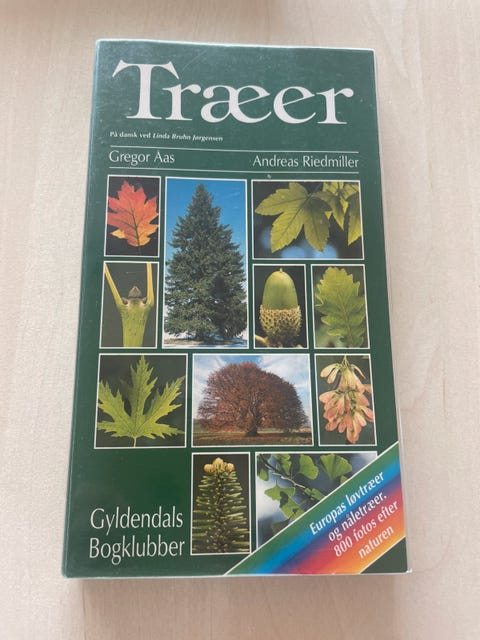 Træer
På dansk ved Linda Bruhn Jørgensen
Gregor Aas
Andreas Riedmiller
Gyldendals
Bogklubber
Europas løvtræer
og nåletræer.
800 fotos efter
naturen